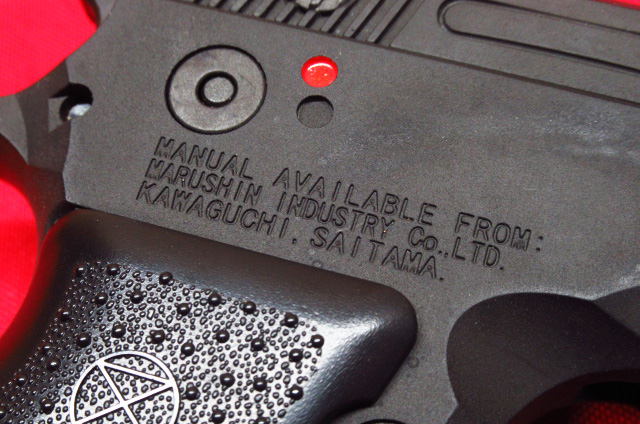 MANUAL AVAILABLE FROM:
MARUSHIN INDUSTRY Co.,LTD.
KAWAGUCHI. SAITAMA.